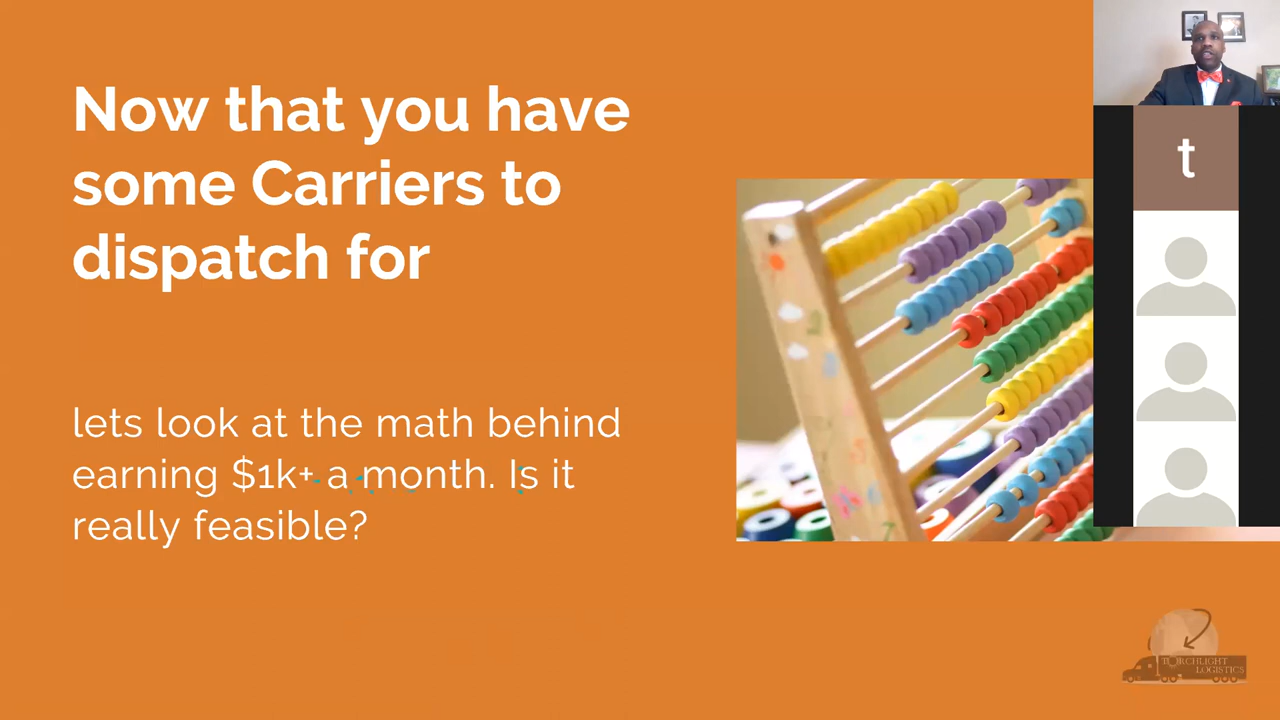 Now that you have
some Carriers to
dispatch for
lets look at the math behind
earning $1k+ a month. Is it
really feasible?
t
TORCHLIGHT
LOGISTICS